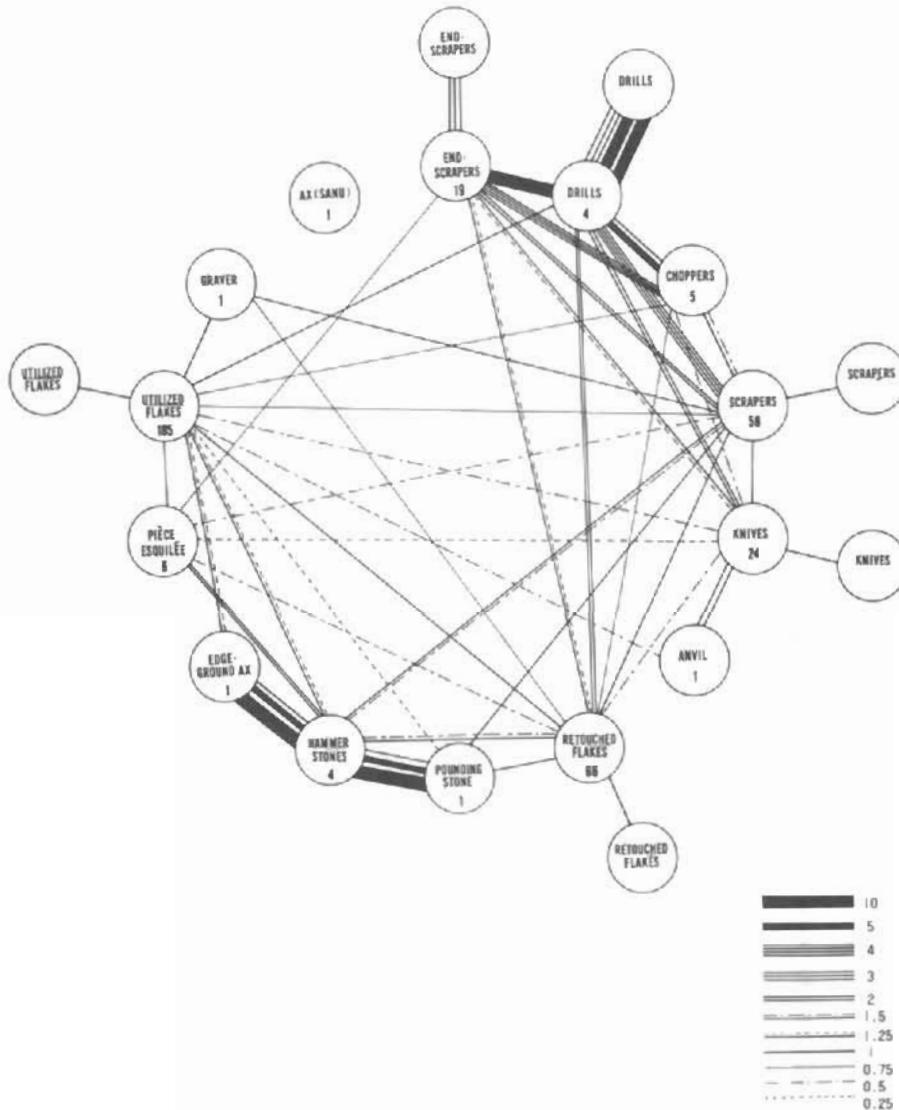 END-
SCRAPERS
DRILLS
END-
SCRAPERS
19
DRILLS
4
AX (SANU)
1
GRAVER
1
CHOPPERS
5
UTILIZED
FLAKES
UTILIZED
FLAKES
185
SCRAPERS
58
SCRAPERS
PIÈCE
ESQUILÉE
6
KNIVES
24
KNIVES
EDGE-
GROUND AX
1
ANVIL
1
HAMMER
STONES
4
POUNDING
STONE
1
RETOUCHED
FLAKES
66
RETOUCHED
FLAKES
10
5
4
3
2
1.5
1.25
1
0.75
0.5
0.25